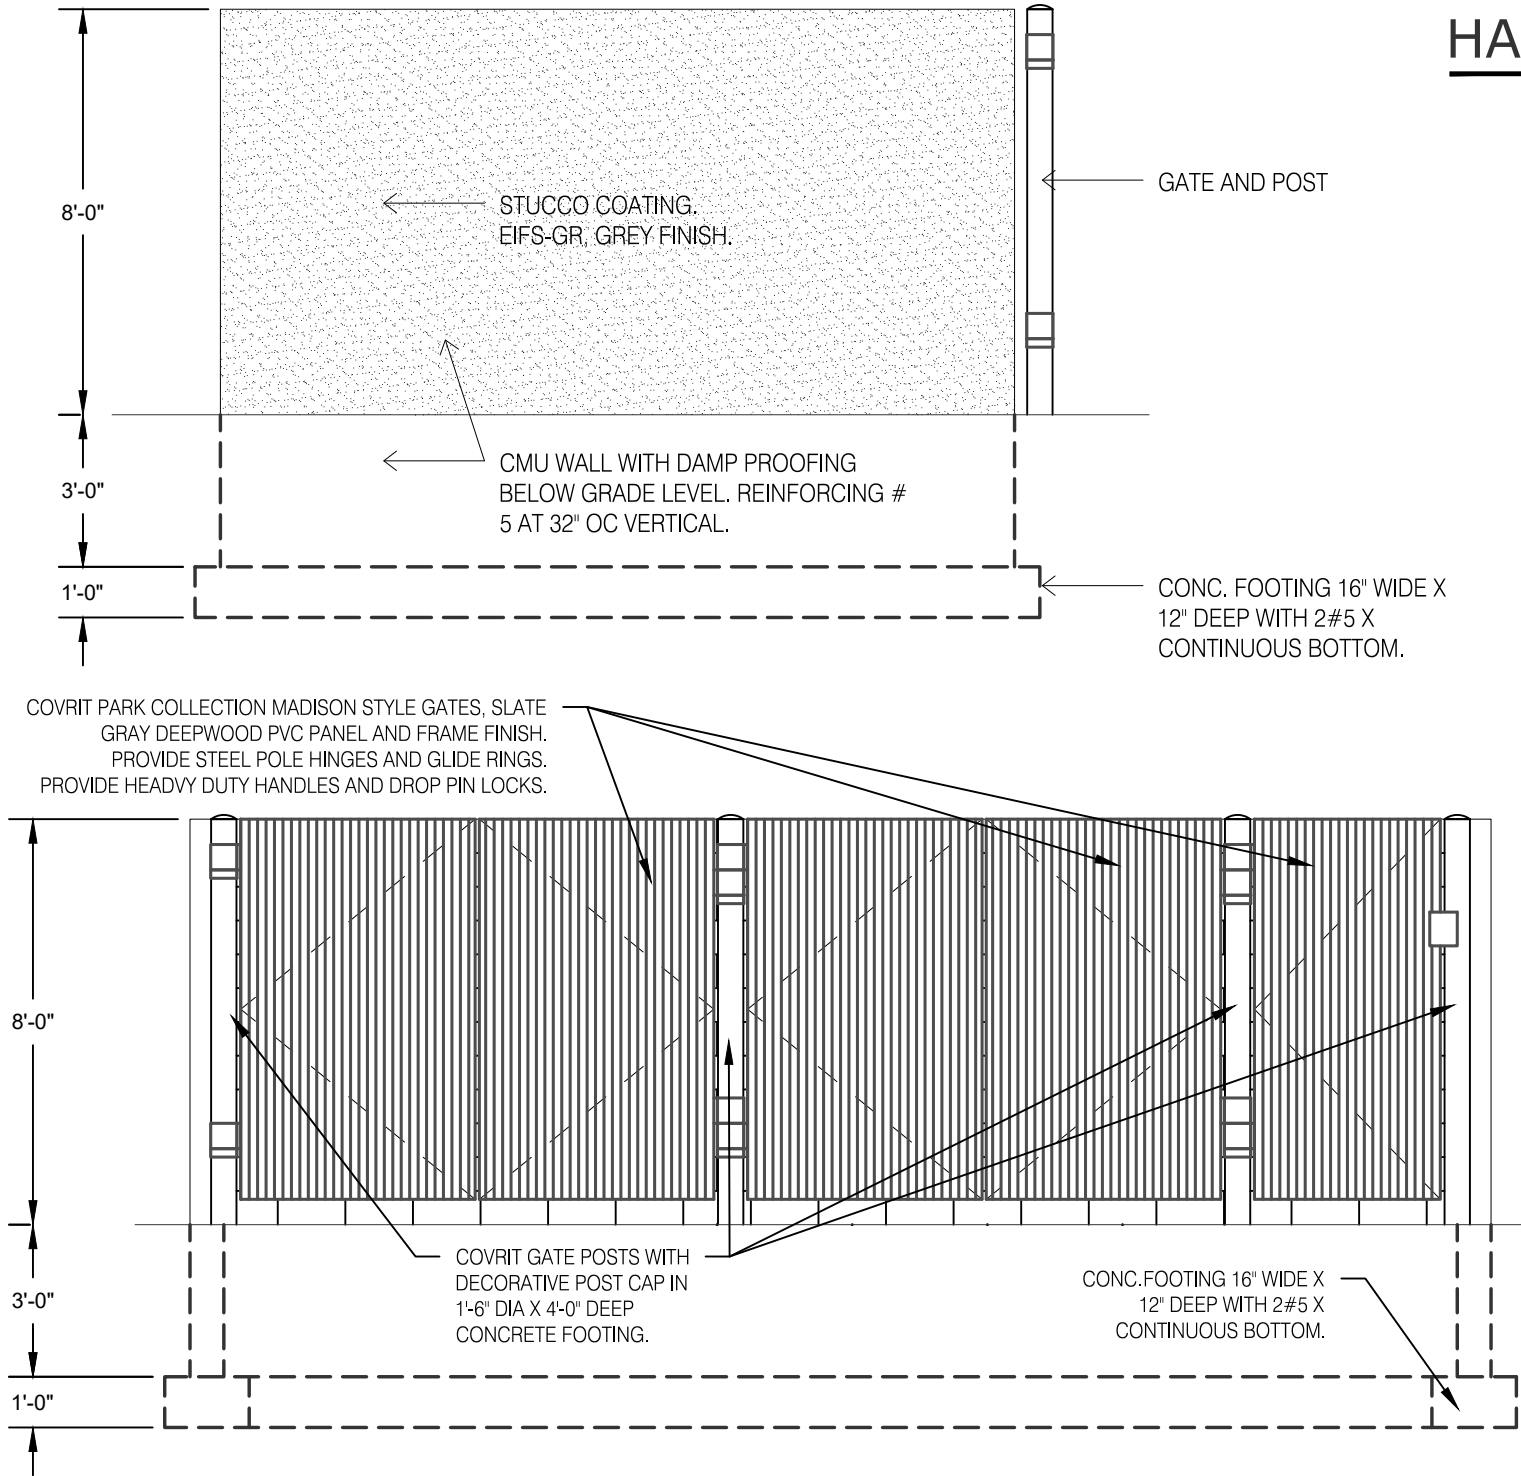 HA
8'-0"
STUCCO COATING.
EIFS-GR, GREY FINISH.
GATE AND POST
3'-0"
CMU WALL WITH DAMP PROOFING
BELOW GRADE LEVEL. REINFORCING #
5 AT 32" OC VERTICAL.
1'-0"
CONC. FOOTING 16" WIDE X
12" DEEP WITH 2#5 X
CONTINUOUS BOTTOM.
COVRIT PARK COLLECTION MADISON STYLE GATES, SLATE
GRAY DEEPWOOD PVC PANEL AND FRAME FINISH.
PROVIDE STEEL POLE HINGES AND GLIDE RINGS.
PROVIDE HEADVY DUTY HANDLES AND DROP PIN LOCKS.
8'-0"
3'-0"
COVRIT GATE POSTS WITH
DECORATIVE POST CAP IN
1'-6" DIA X 4'-0" DEEP
CONCRETE FOOTING.
CONC.FOOTING 16" WIDE X
12" DEEP WITH 2#5 X
CONTINUOUS BOTTOM.
1'-0"